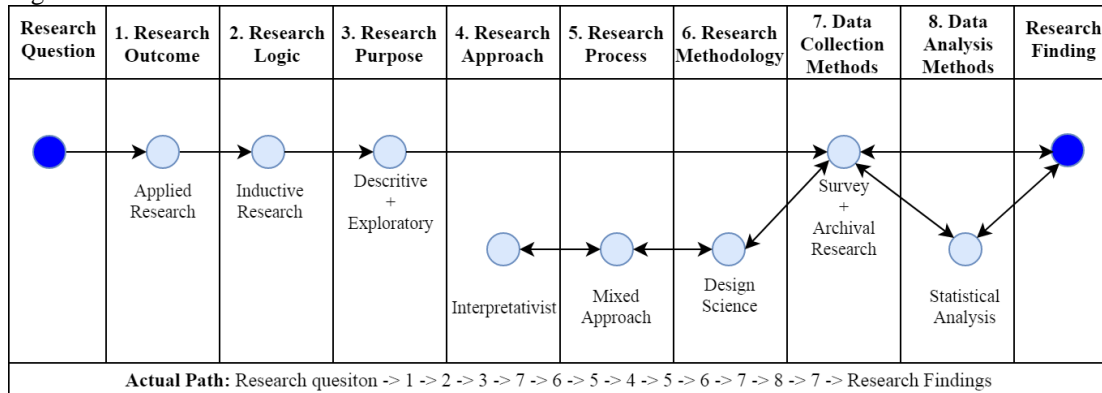 Research
Question
1. Research
Outcome
2. Research
Logic
3. Research
Purpose
4. Research
Approach
5. Research
Process
6. Research
Methodology
7. Data
Collection
Methods
8. Data
Analysis
Methods
Research
Finding
Applied
Research
Inductive
Research
Descritive
+
Exploratory
Interpretativist
Mixed
Approach
Design
Science
Survey
+
Archival
Research
Statistical
Analysis
Actual Path: Research quesiton -> 1 -> 2 -> 3 -> 7 -> 6 -> 5 -> 4 -> 5 -> 6 -> 7 -> 8 -> 7 -> Research Findings